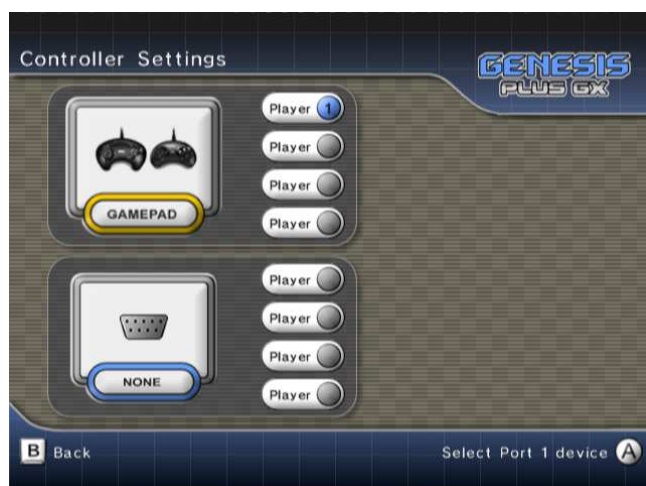 Controller Settings
GENESIS
PLUS GX
Player 1
Player
Player
Player
GAMEPAD
Player
Player
Player
Player
NONE
B Back
Select Port 1 device A